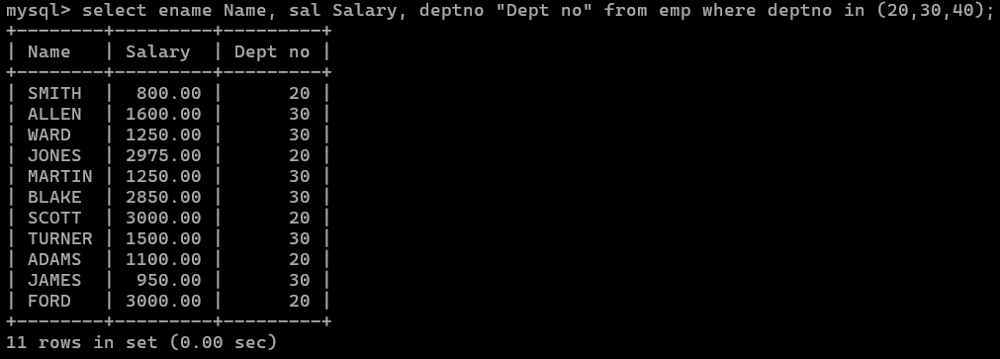 mysql> select ename Name, sal Salary, deptno "Dept no" from emp where deptno in (20,30,40);
+--------+---------+---------+
| Name   | Salary  | Dept no |
+--------+---------+---------+
| SMITH  |  800.00 |      20 |
| ALLEN  | 1600.00 |      30 |
| WARD   | 1250.00 |      30 |
| JONES  | 2975.00 |      20 |
| MARTIN | 1250.00 |      30 |
| BLAKE  | 2850.00 |      30 |
| SCOTT  | 3000.00 |      20 |
| TURNER | 1500.00 |      30 |
| ADAMS  | 1100.00 |      20 |
| JAMES  |  950.00 |      30 |
| FORD   | 3000.00 |      20 |
+--------+---------+---------+
11 rows in set (0.00 sec)